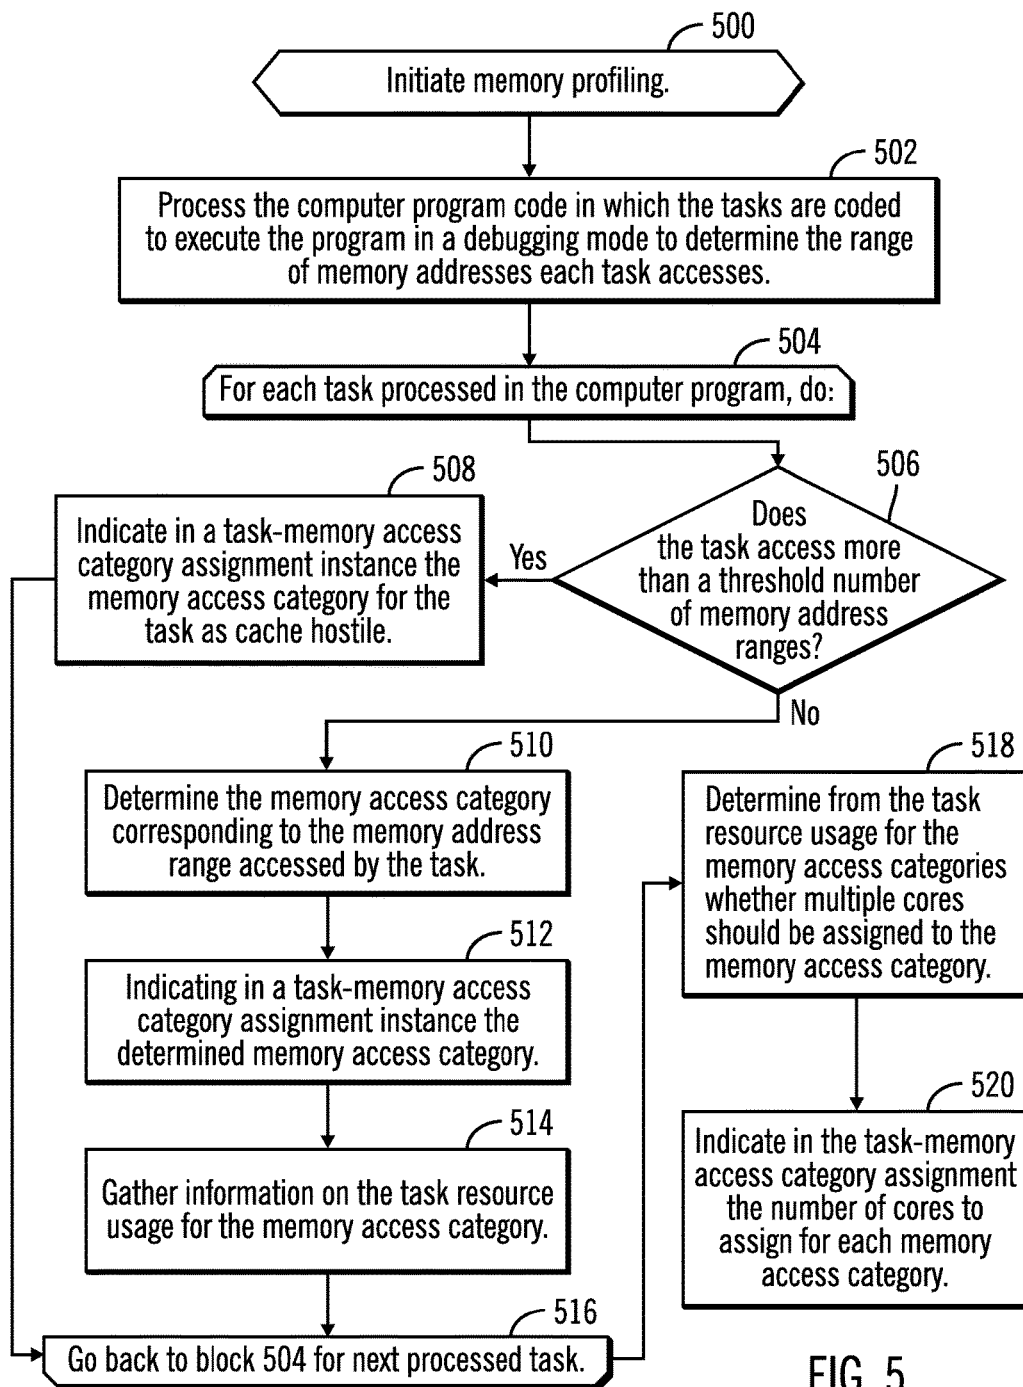 500
Initiate memory profiling.
502
Process the computer program code in which the tasks are coded
to execute the program in a debugging mode to determine the range
of memory addresses each task accesses.
504
For each task processed in the computer program, do:
506
Does
the task access more
than a threshold number
of memory address
ranges?
Yes
508
Indicate in a task-memory access
category assignment instance the
memory access category for the
task as cache hostile.
No
510
Determine the memory access category
corresponding to the memory address
range accessed by the task.
512
Indicating in a task-memory access
category assignment instance the
determined memory access category.
514
Gather information on the task resource
usage for the memory access category.
516
Go back to block 504 for next processed task.
518
Determine from the task
resource usage for the
memory access categories
whether multiple cores
should be assigned to the
memory access category.
520
Indicate in the task-memory
access category assignment
the number of cores to
assign for each memory
access category.
FIG. 5